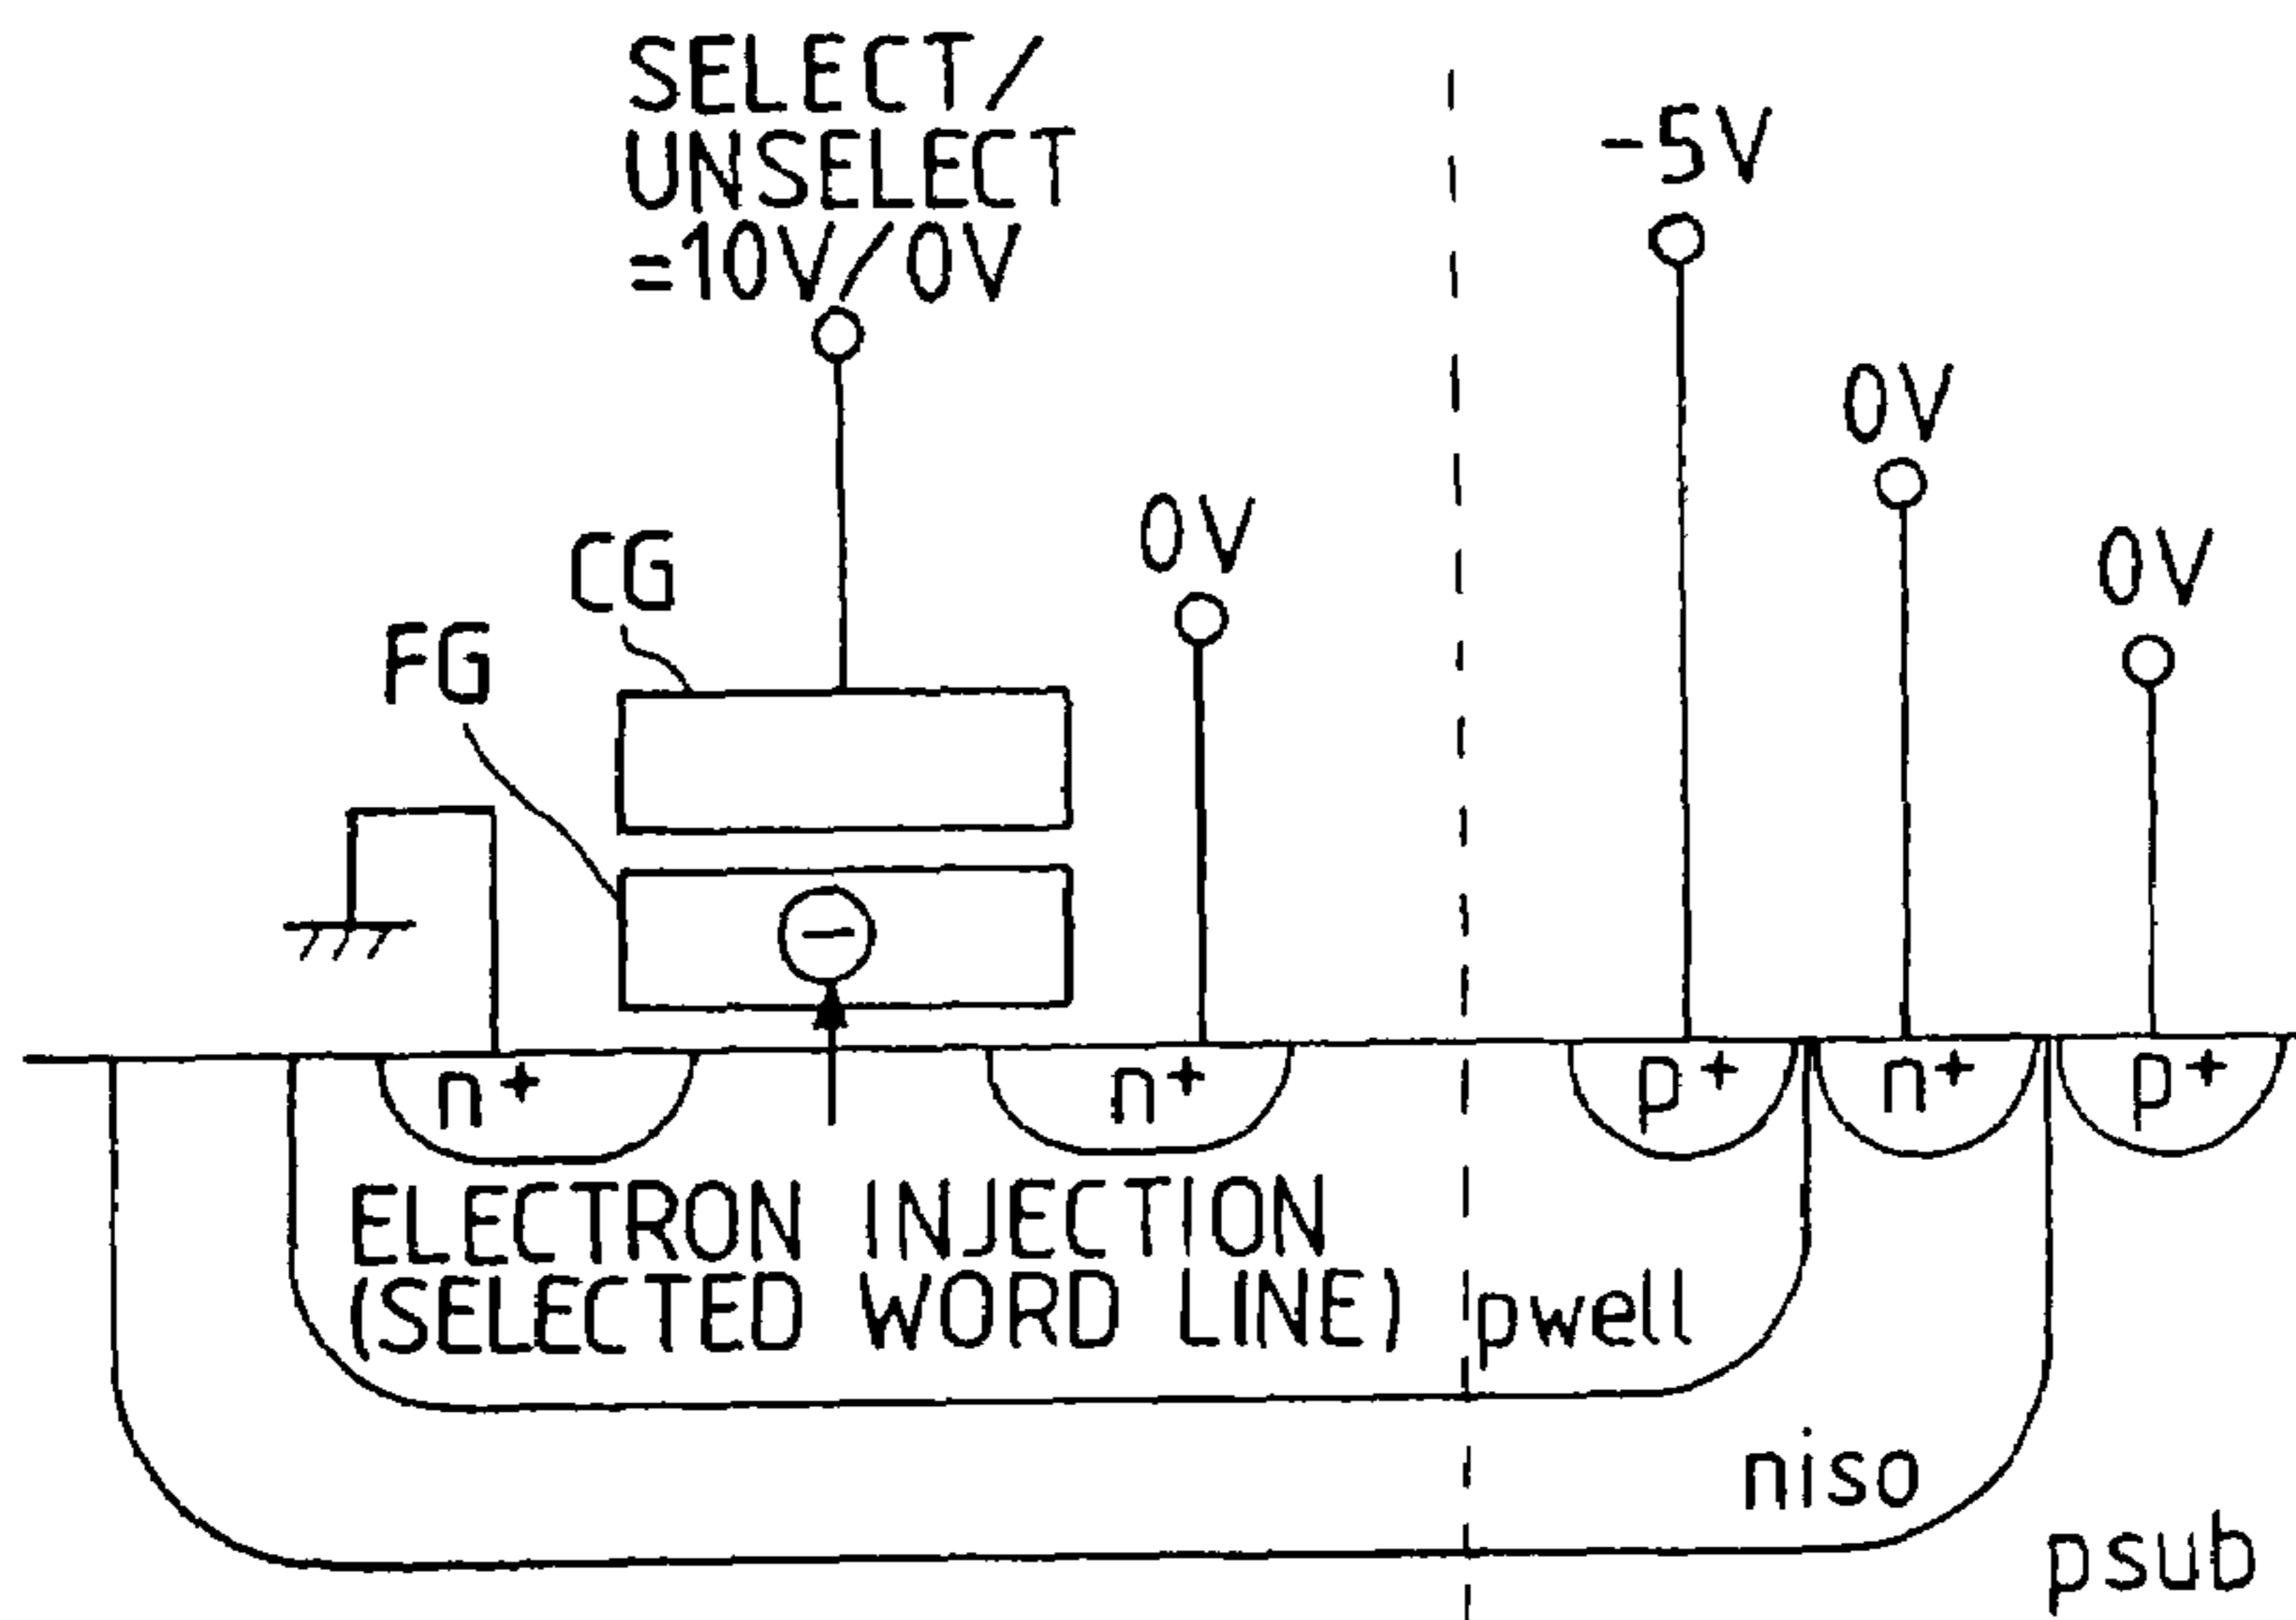 SELECT/
UNSELECT
=10V/0V
-5V
0V
0V
0V
CG
FG
⊖
n+
n+
p+
n+
p+
ELECTRON INJECTION
(SELECTED WORD LINE)
pwell
niso
psub